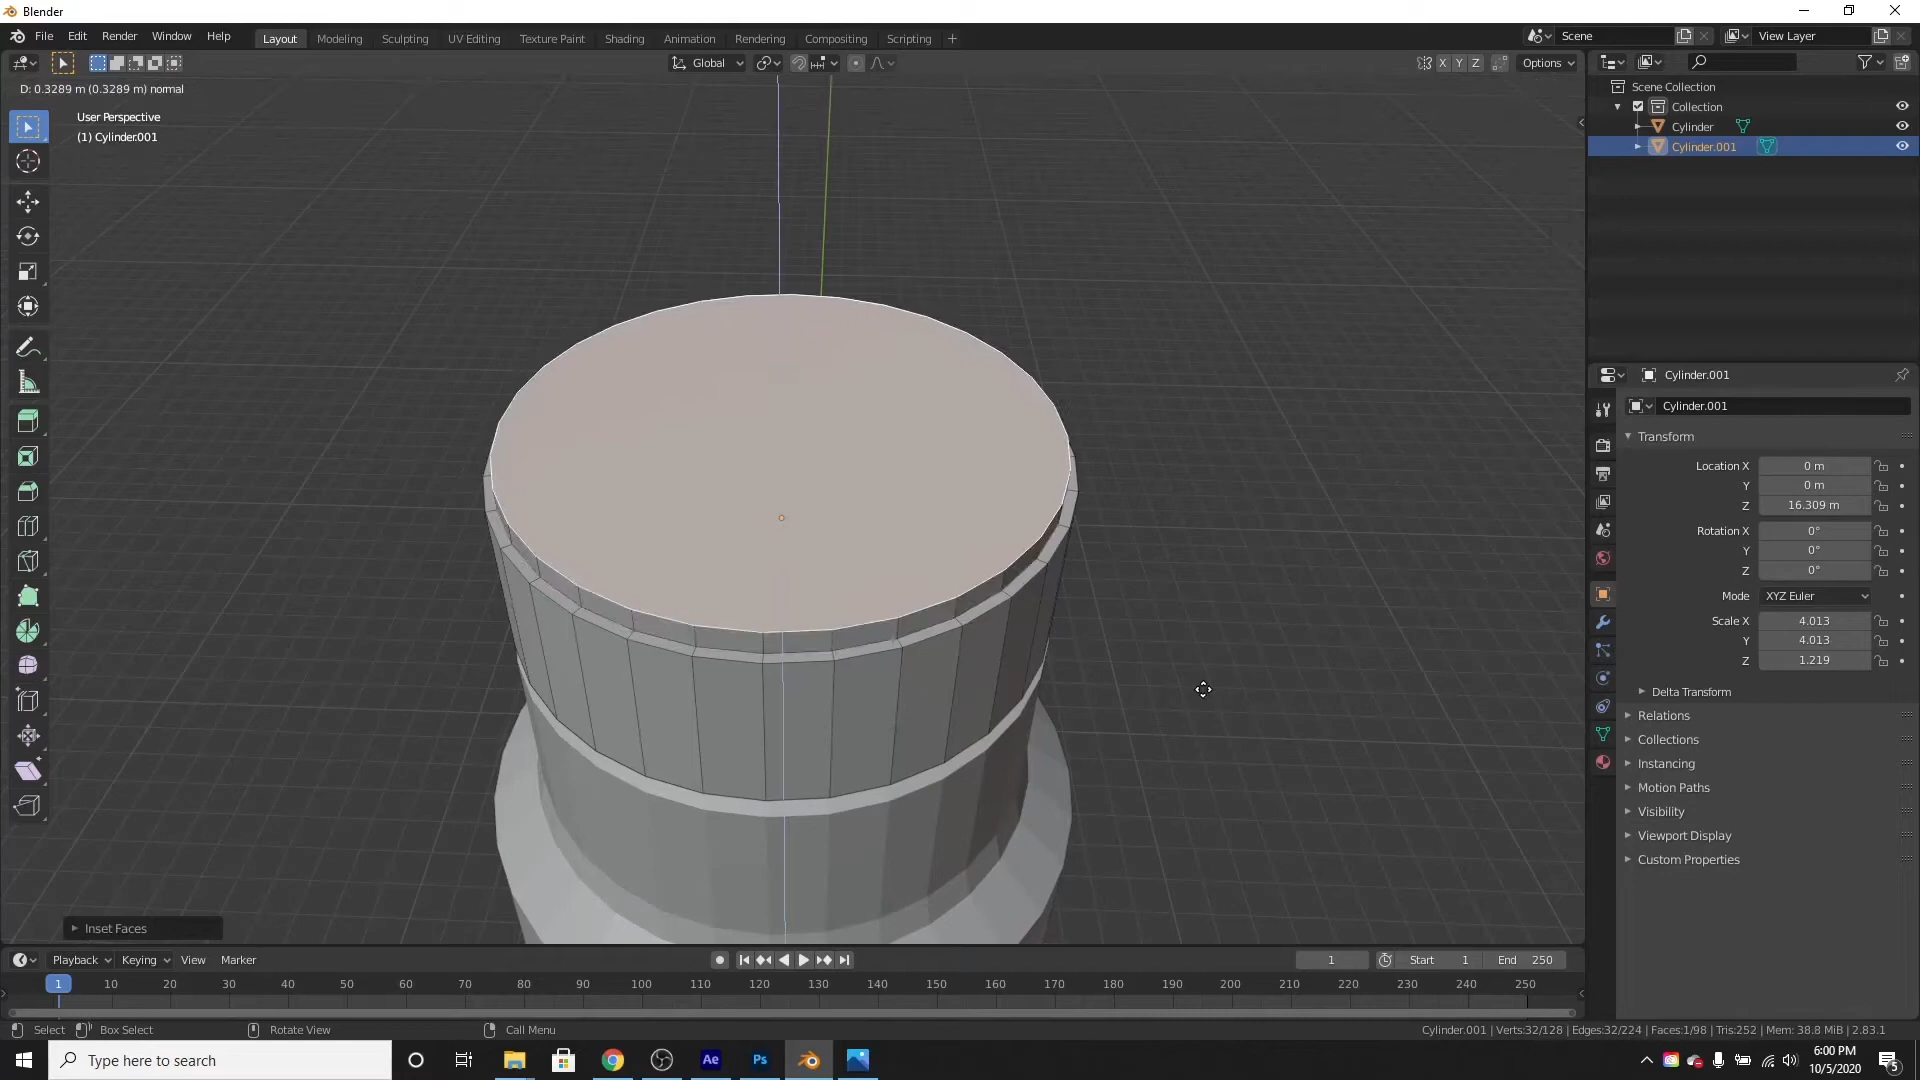 Blender
File Edit Render Window Help
Layout Modeling Sculpting UV Editing Texture Paint Shading Animation Rendering Compositing Scripting +
Scene
View Layer
Global
X Y Z
Options
D: 0.3289 m (0.3289 m) normal
User Perspective
(1) Cylinder.001
Scene Collection
Collection
Cylinder
Cylinder.001
Cylinder.001
Cylinder.001
Transform
Location X 0 m
Y 0 m
Z 16.309 m
Rotation X 0°
Y 0°
Z 0°
Mode XYZ Euler
Scale X 4.013
Y 4.013
Z 1.219
Delta Transform
Relations
Collections
Instancing
Motion Paths
Visibility
Viewport Display
Custom Properties
Inset Faces
Playback Keying View Marker
1 Start 1 End 250
1 10 20 30 40 50 60 70 80 90 100 110 120 130 140 150 160 170 180 190 200 210 220 230 240 250
Select Box Select Rotate View Call Menu
Cylinder.001 | Verts:32/128 | Edges:32/224 | Faces:1/98 | Tris:252 | Mem: 38.8 MiB | 2.83.1
Type here to search
Ae Ps
6:00 PM
10/5/2020
5